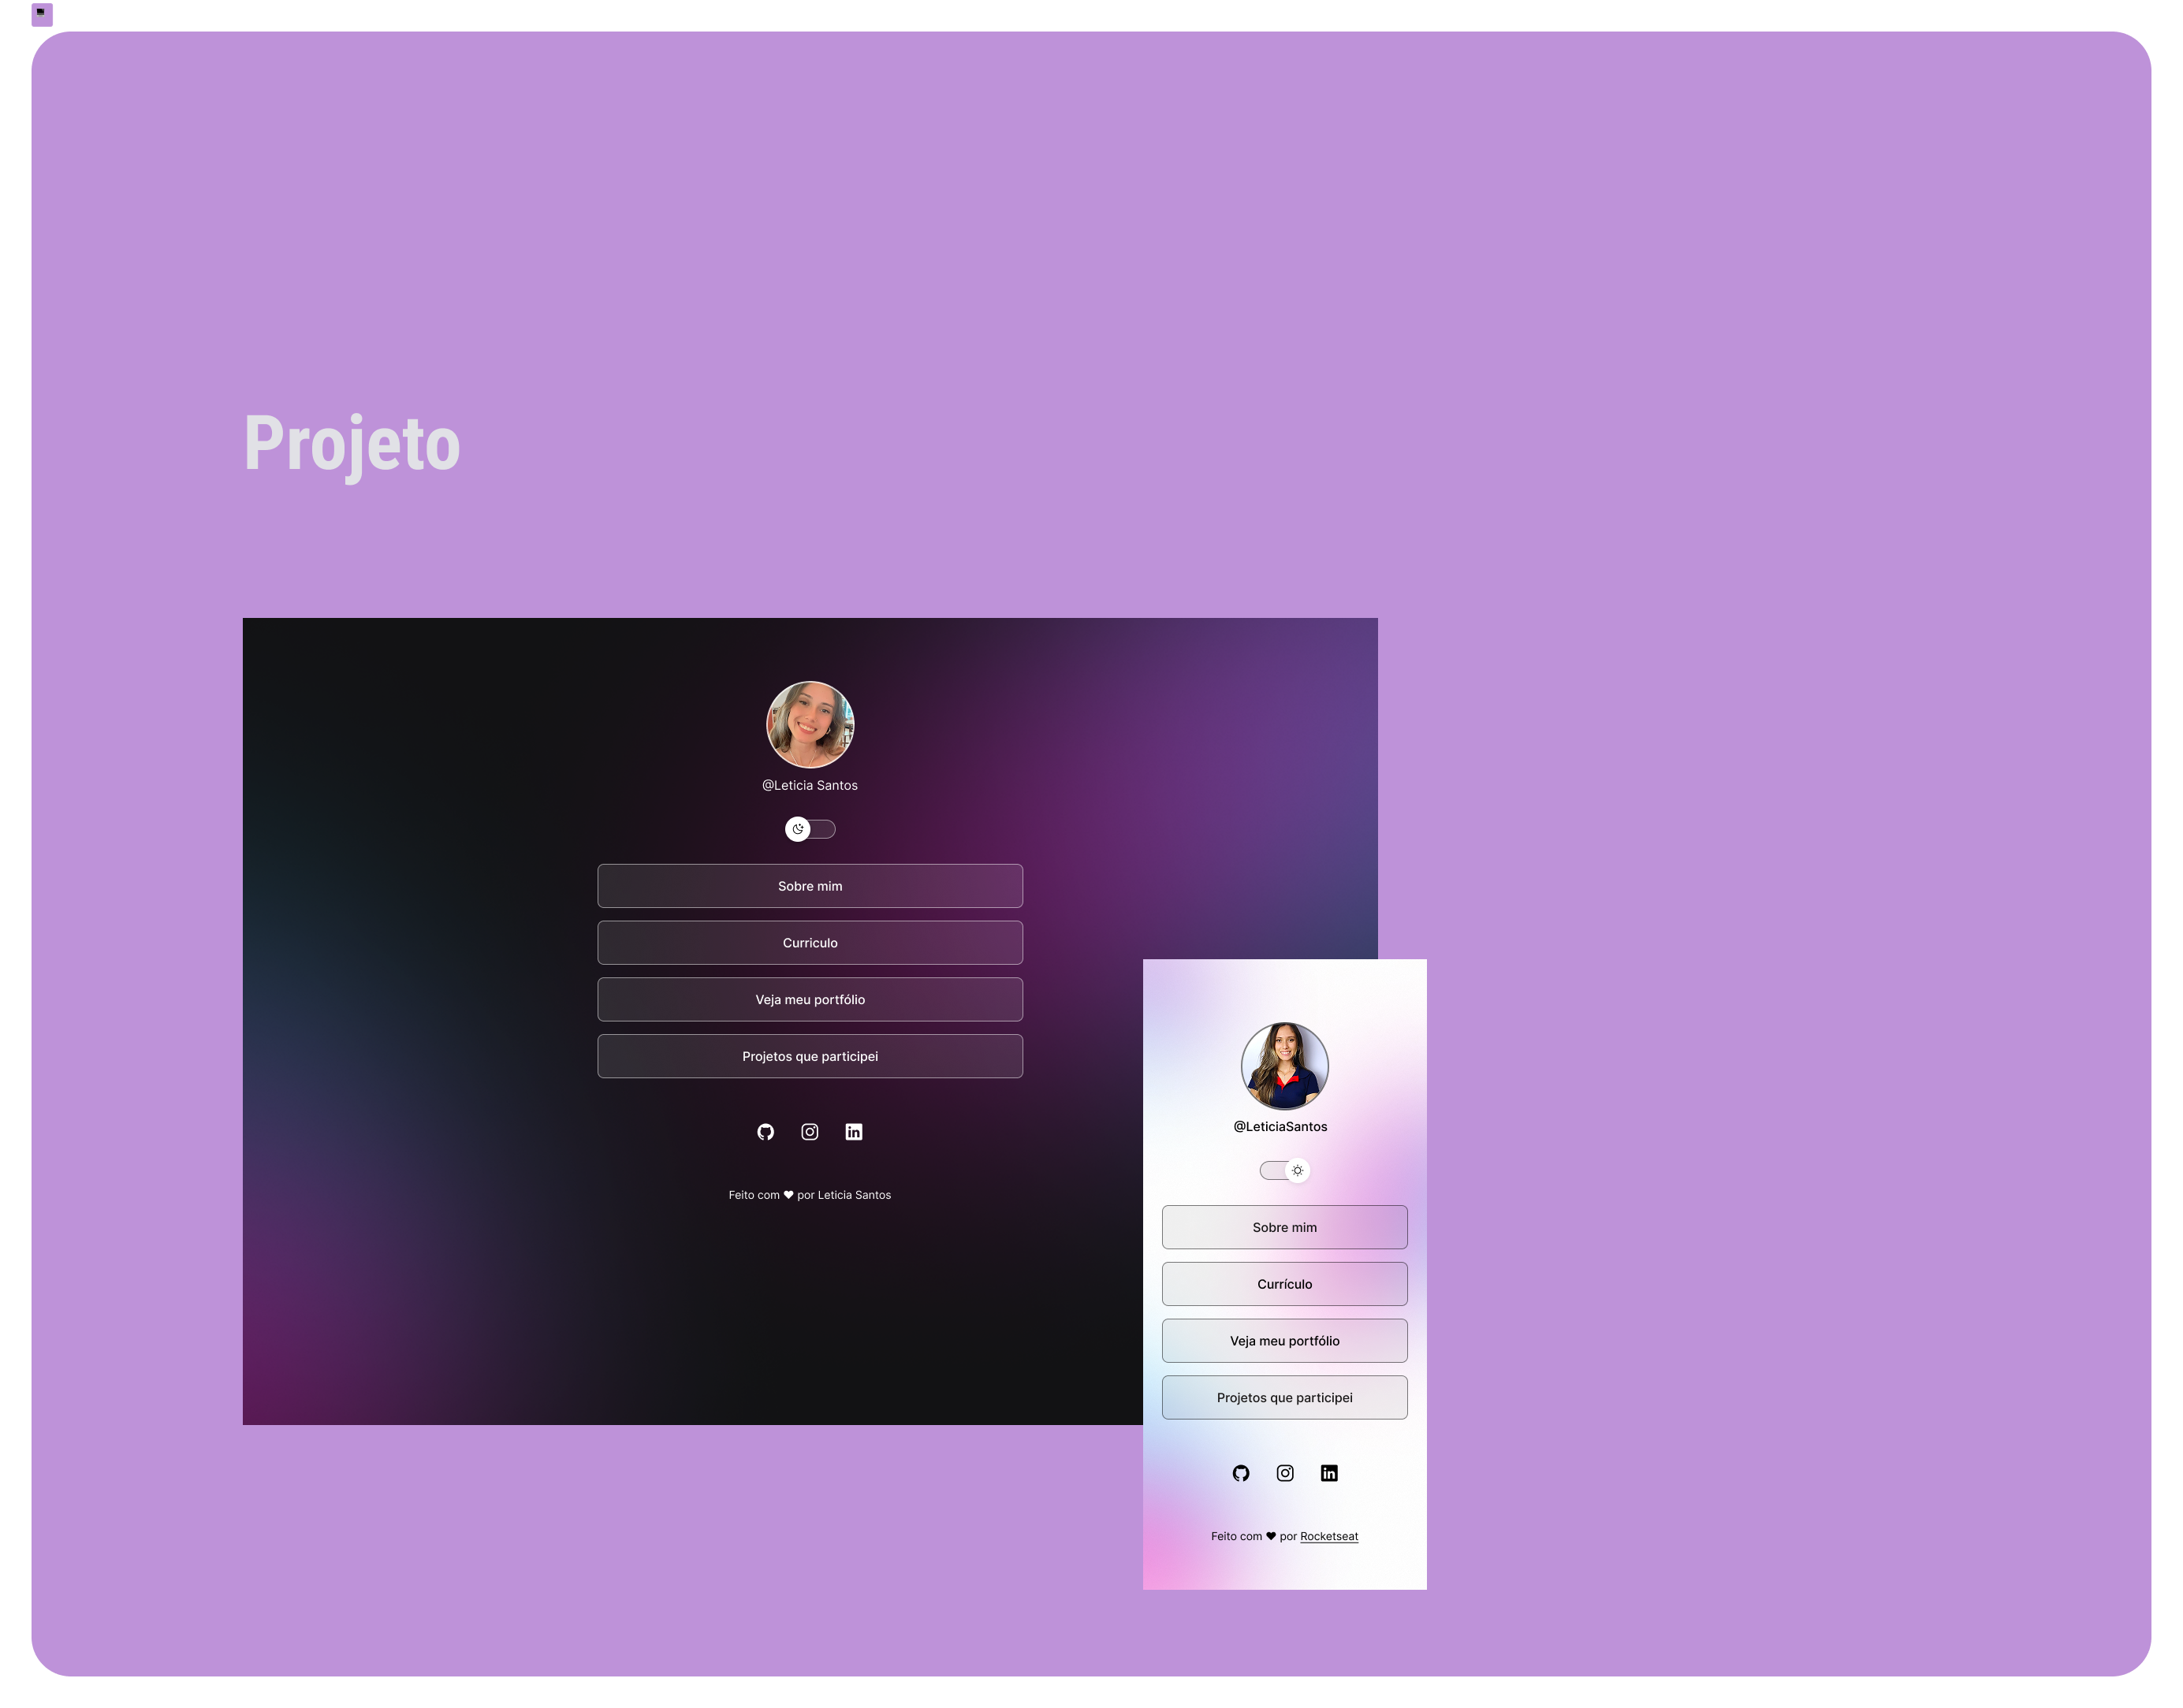 Projeto
@Leticia Santos
Sobre mim
Curriculo
Veja meu portfólio
Projetos que participei
Feito com ♥ por Leticia Santos
@LeticiaSantos
Sobre mim
Currículo
Veja meu portfólio
Projetos que participei
Feito com ♥ por Rocketseat